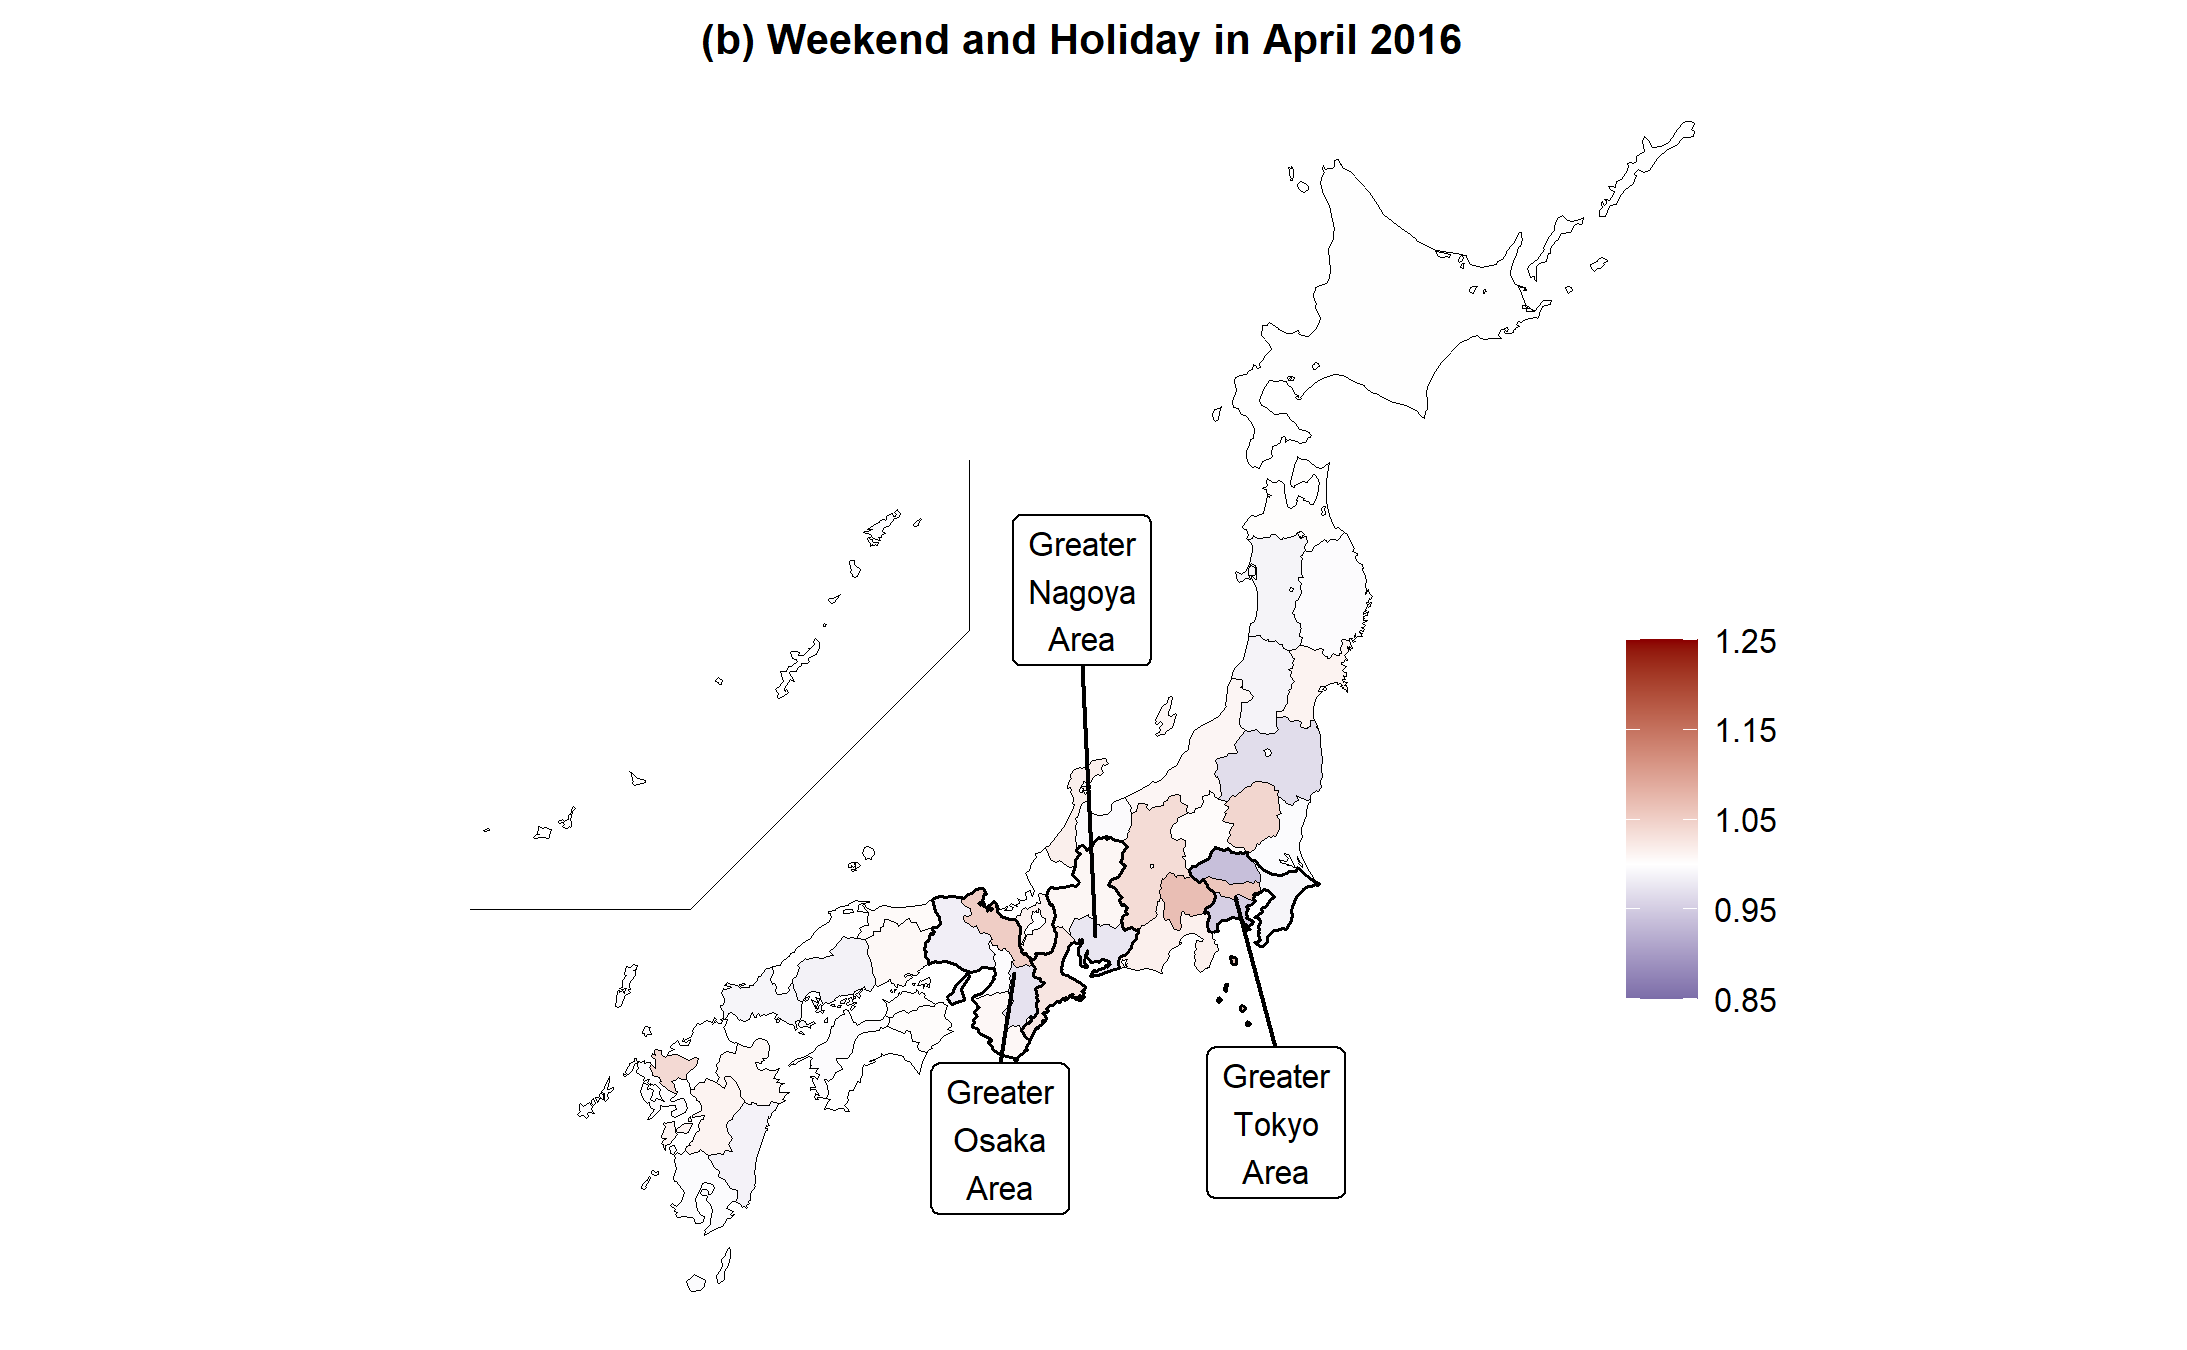 (b) Weekend and Holiday in April 2016
Greater
Nagoya
Area
1.25
1.15
1.05
0.95
0.85
Greater
Osaka
Area
Greater
Tokyo
Area